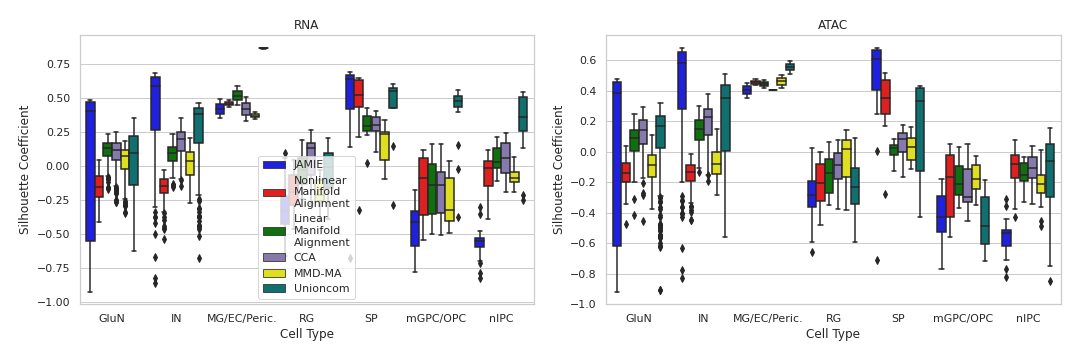 RNA
Silhouette Coefficient
0.75
0.50
0.25
0.00
−0.25
−0.50
−0.75
−1.00
JAMIE
Nonlinear
Manifold
Alignment
Linear
Manifold
Alignment
CCA
MMD-MA
Unioncom
GluN
IN
MG/EC/Peric.
RG
SP
mGPC/OPC
nIPC
Cell Type
ATAC
Silhouette Coefficient
0.6
0.4
0.2
0.0
−0.2
−0.4
−0.6
−0.8
−1.0
GluN
IN
MG/EC/Peric.
RG
SP
mGPC/OPC
nIPC
Cell Type